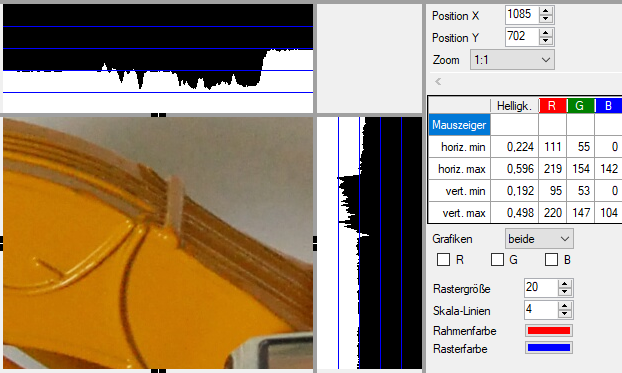 Position X 1085
Position Y 702
Zoom 1:1
<
Helligk. R G B
Mauszeiger
horiz. min 0,224 111 55 0
horiz. max 0,596 219 154 142
vert. min 0,192 95 53 0
vert. max 0,498 220 147 104
Grafiken beide
R G B
Rastergröße 20
Skala-Linien 4
Rahmenfarbe
Rasterfarbe